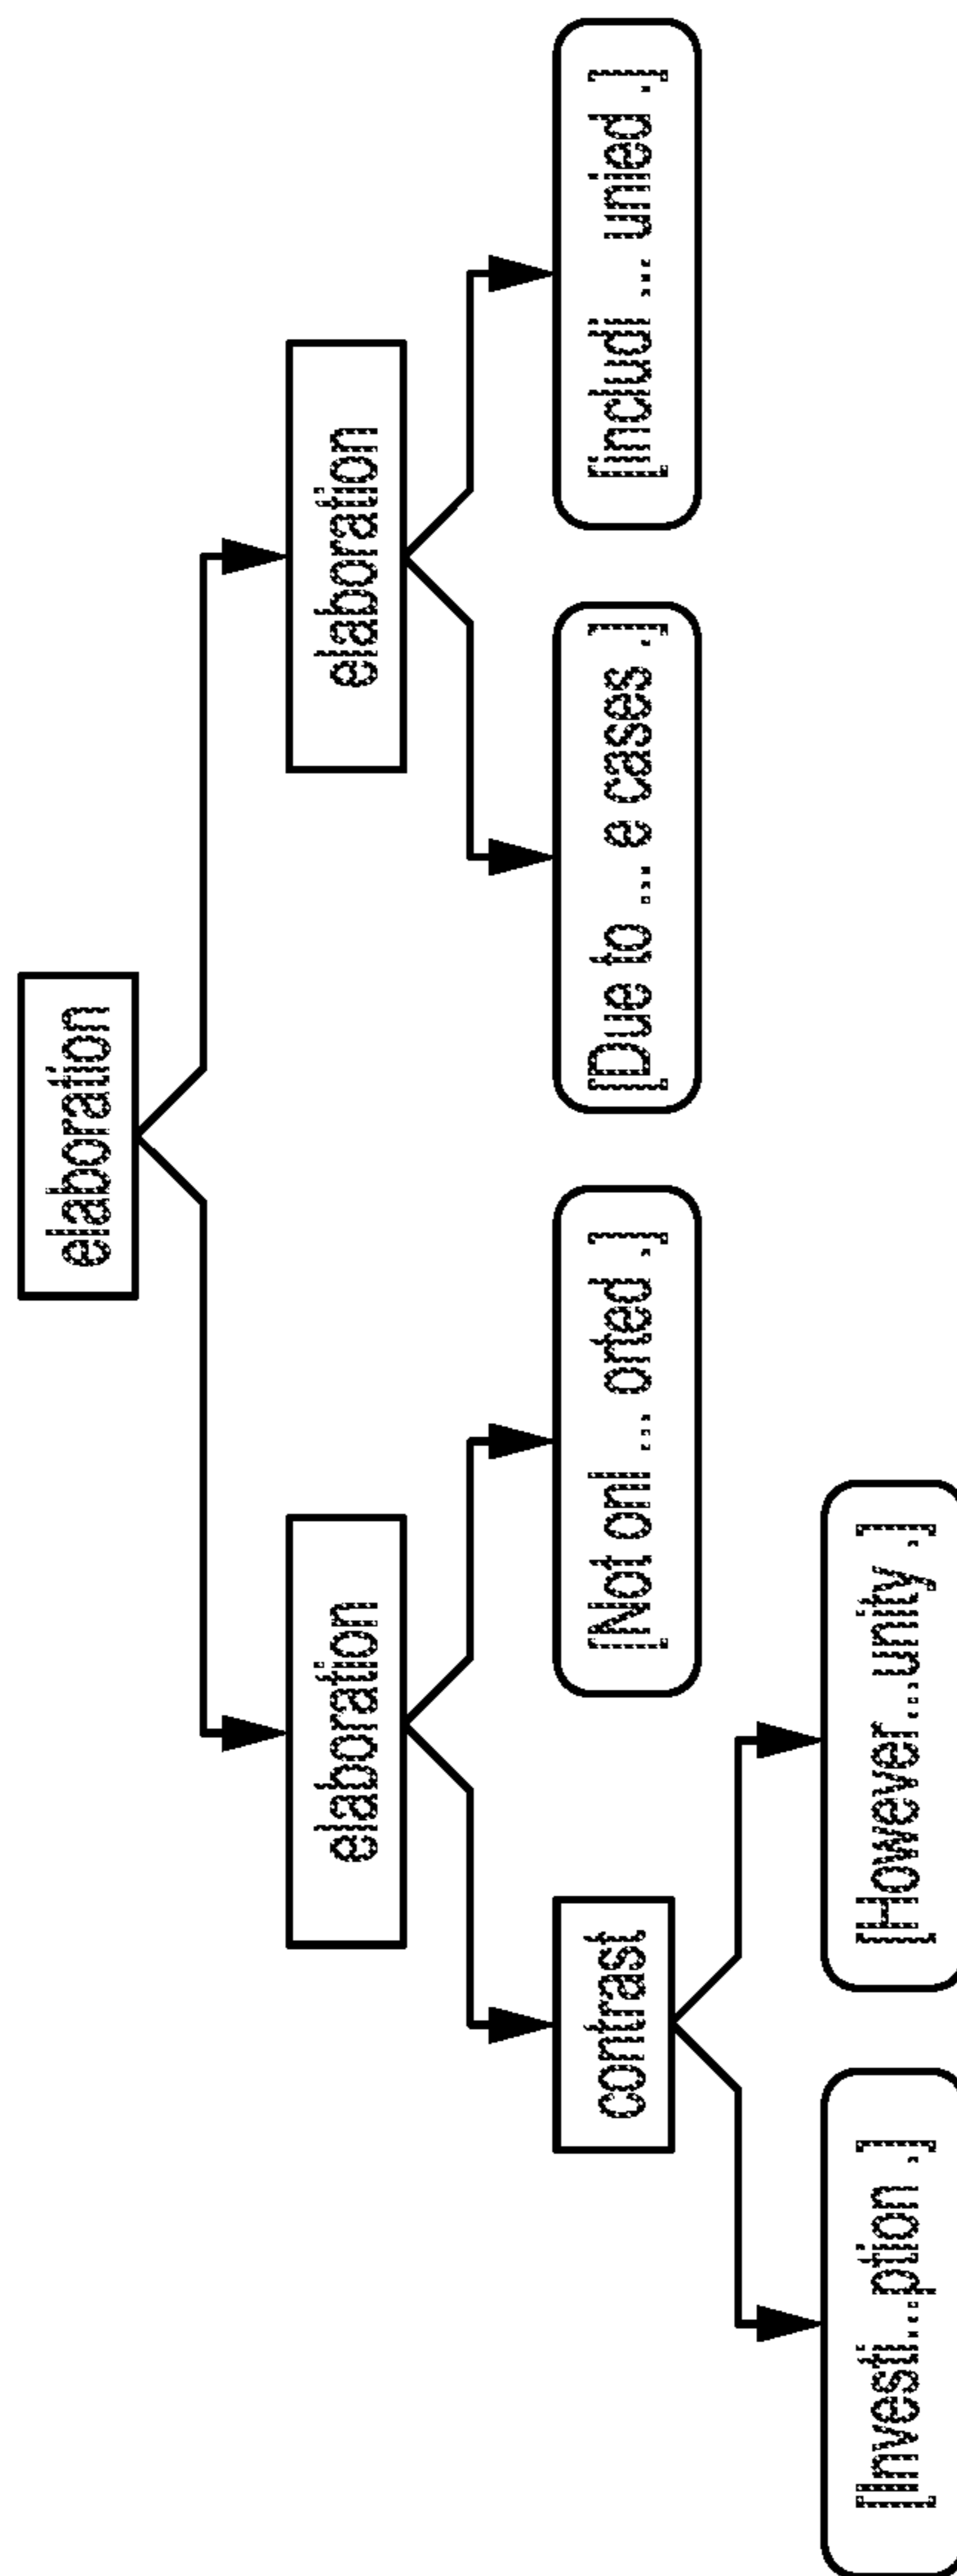 elaboration
elaboration
elaboration
contrast
[Not onl ... orted .]
[Due to ... e cases .]
[includi ... unied .]
[Investi...ption .]
[However...unity .]